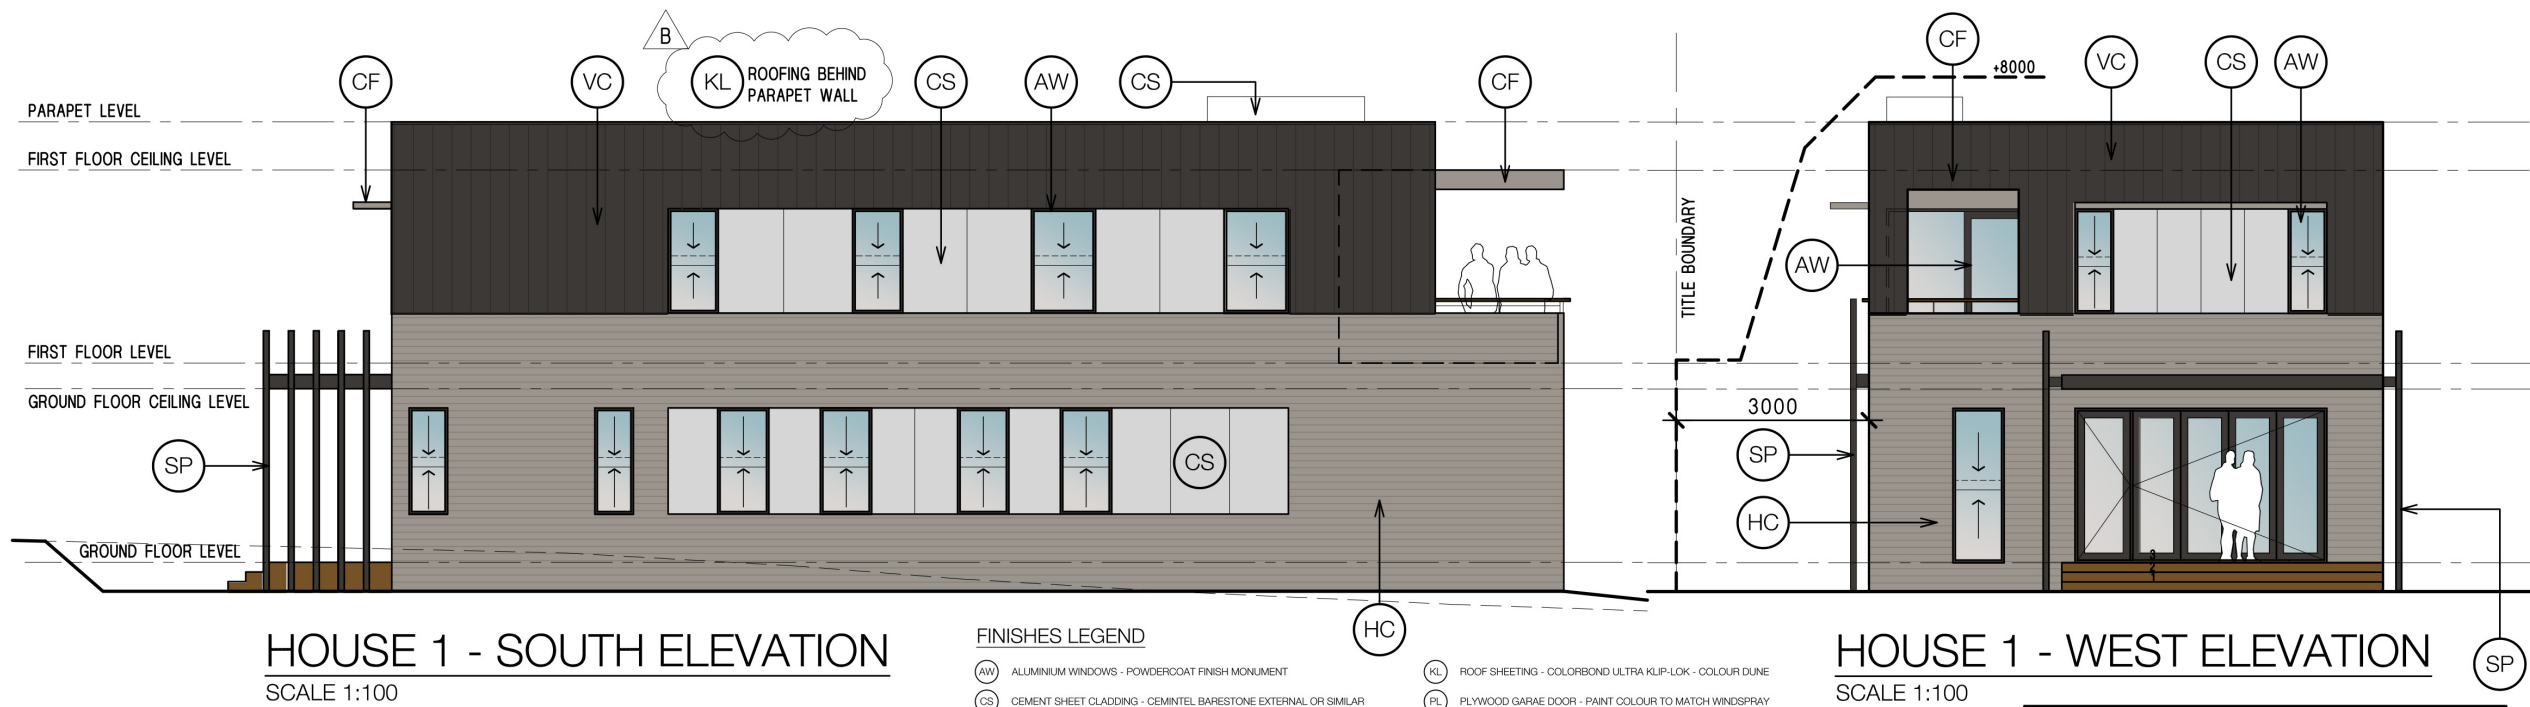 B
CF
VC
KL
ROOFING BEHIND
PARAPET WALL
CS
AW
CS
CF
PARAPET LEVEL
FIRST FLOOR CEILING LEVEL
FIRST FLOOR LEVEL
GROUND FLOOR CEILING LEVEL
SP
CS
GROUND FLOOR LEVEL
HC
HOUSE 1 - SOUTH ELEVATION
SCALE 1:100
CF
+8000
VC
CS
AW
TITLE BOUNDARY
AW
3000
SP
HC
3
2
1
SP
HOUSE 1 - WEST ELEVATION
SCALE 1:100
FINISHES LEGEND
AW ALUMINIUM WINDOWS - POWDERCOAT FINISH MONUMENT
CS CEMENT SHEET CLADDING - CEMINTEL BARESTONE EXTERNAL OR SIMILAR
KL ROOF SHEETING - COLORBOND ULTRA KLIP-LOK - COLOUR DUNE
PL PLYWOOD GARAE DOOR - PAINT COLOUR TO MATCH WINDSPRAY